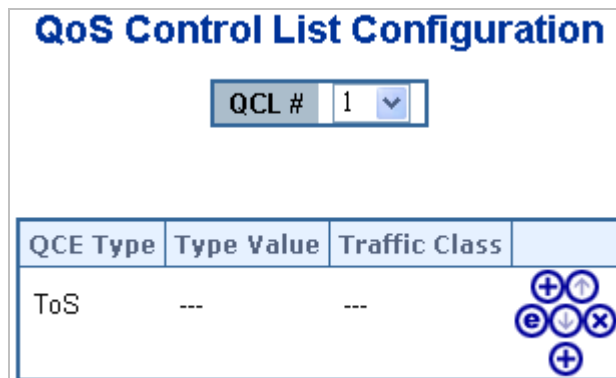 QoS Control List Configuration
QCL # 1
QCE Type Type Value Traffic Class
ToS --- ---
e